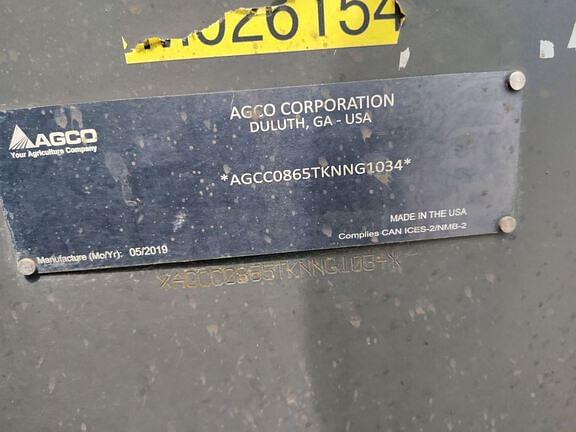 026154
AGCO CORPORATION
DULUTH, GA - USA
AGCO
Your Agriculture Company
*AGCC0865TKNNG1034*
MADE IN THE USA
Complies CAN ICES-2/NMB-2
Manufacture (Mo/Yr): 05/2019
*AGCC0865TKNNG1034*